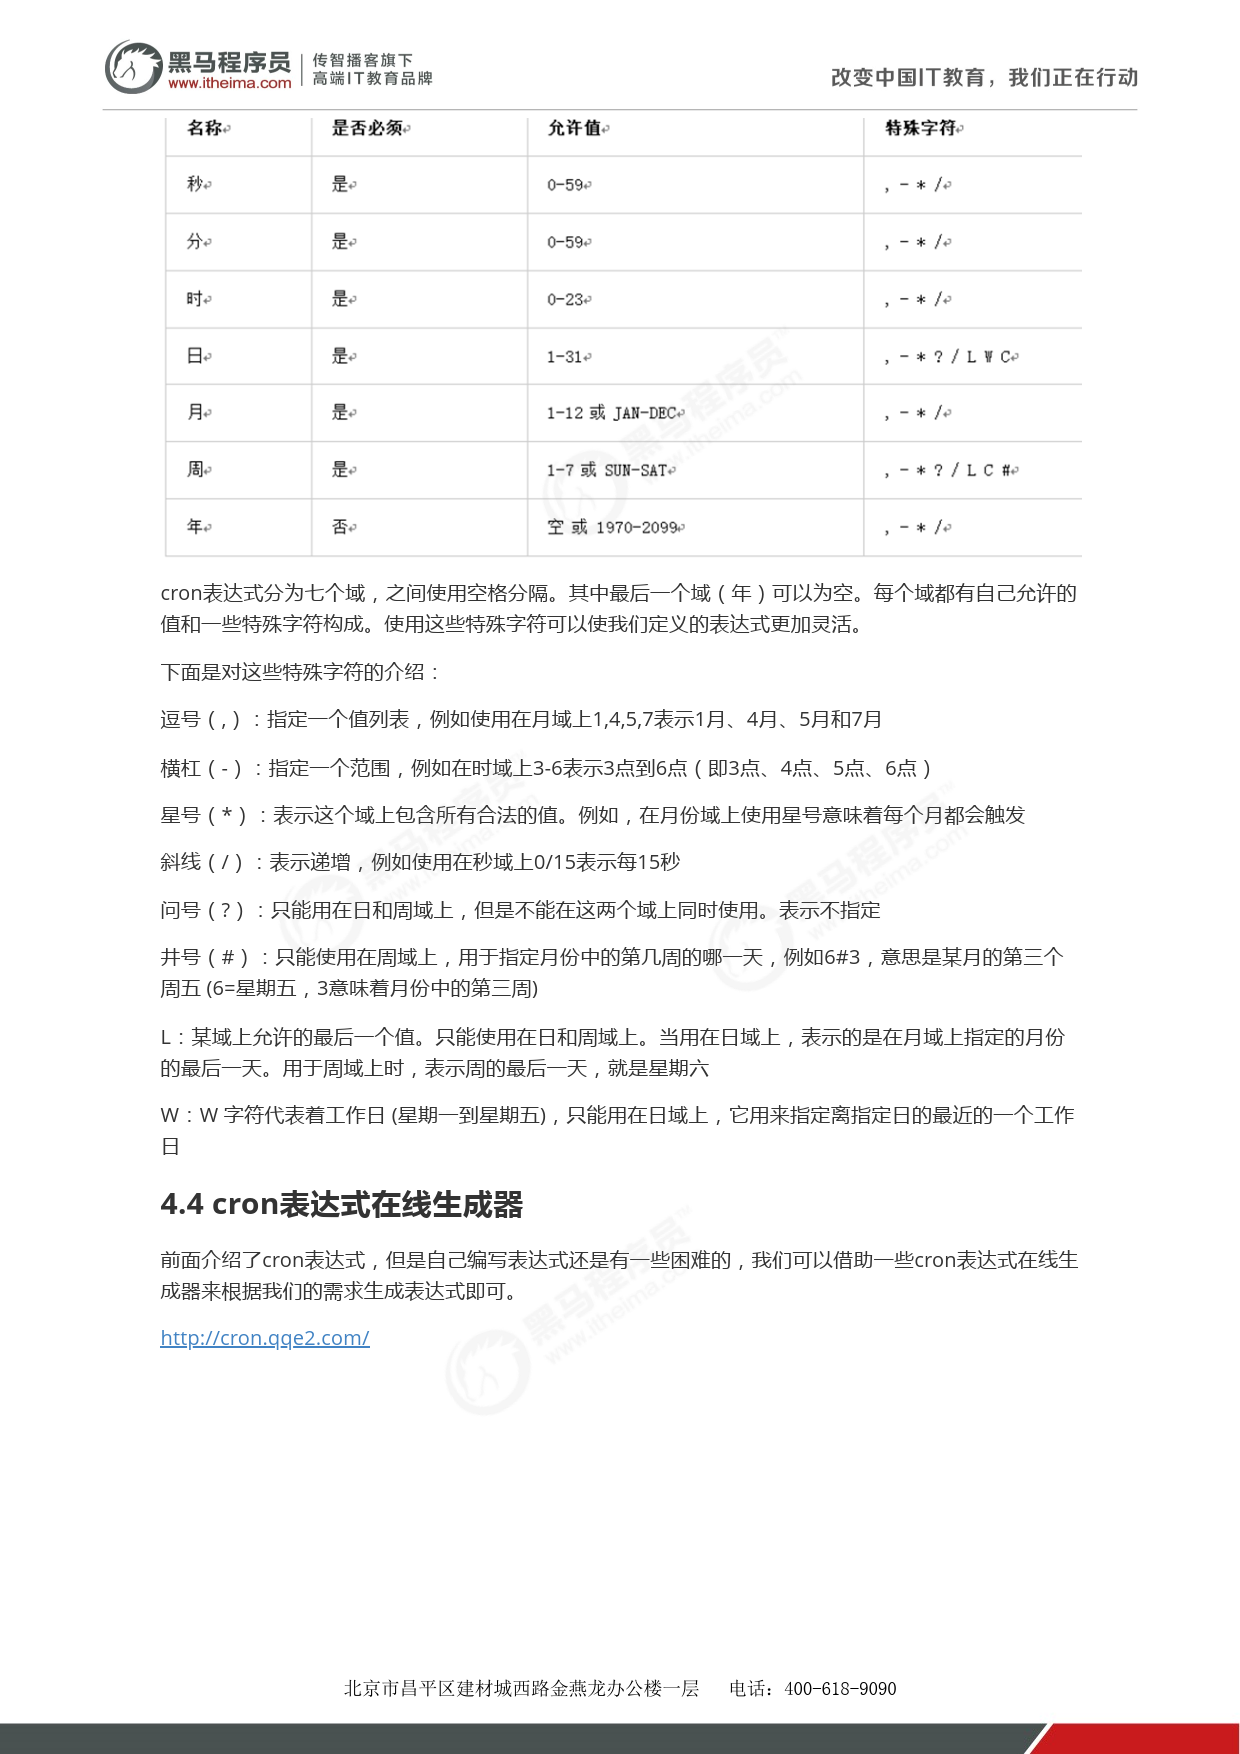 黑马程序员 传智播客旗下
www.itheima.com 高端IT教育品牌
改变中国IT教育，我们正在行动
名称 是否必须 允许值 特殊字符
秒 是 0-59 , - * /
分 是 0-59 , - * /
时 是 0-23 , - * /
日 是 1-31 , - * ? / L W C
月 是 1-12 或 JAN-DEC , - * /
周 是 1-7 或 SUN-SAT , - * ? / L C #
年 否 空 或 1970-2099 , - * /
cron表达式分为七个域，之间使用空格分隔。其中最后一个域（年）可以为空。每个域都有自己允许的
值和一些特殊字符构成。使用这些特殊字符可以使我们定义的表达式更加灵活。
下面是对这些特殊字符的介绍：
逗号（, ）：指定一个值列表，例如使用在月域上1,4,5,7表示1月、4月、5月和7月
横杠（ - ）：指定一个范围，例如在时域上3-6表示3点到6点（即3点、4点、5点、6点）
星号（ * ）：表示这个域上包含所有合法的值。例如，在月份域上使用星号意味着每个月都会触发
斜线（ / ）：表示递增，例如使用在秒域上0/15表示每15秒
问号（ ? ）：只能用在日和周域上，但是不能在这两个域上同时使用。表示不指定
井号（ # ）：只能使用在周域上，用于指定月份中的第几周的哪一天，例如6#3，意思是某月的第三个
周五 (6=星期五，3意味着月份中的第三周)
L：某域上允许的最后一个值。只能使用在日和周域上。当用在日域上，表示的是在月域上指定的月份
的最后一天。用于周域上时，表示周的最后一天，就是星期六
W：W 字符代表着工作日 (星期一到星期五)，只能用在日域上，它用来指定离指定日的最近的一个工作
日
4.4 cron表达式在线生成器
前面介绍了cron表达式，但是自己编写表达式还是有一些困难的，我们可以借助一些cron表达式在线生
成器来根据我们的需求生成表达式即可。
http://cron.qqe2.com/
北京市昌平区建材城西路金燕龙办公楼一层 电话：400-618-9090